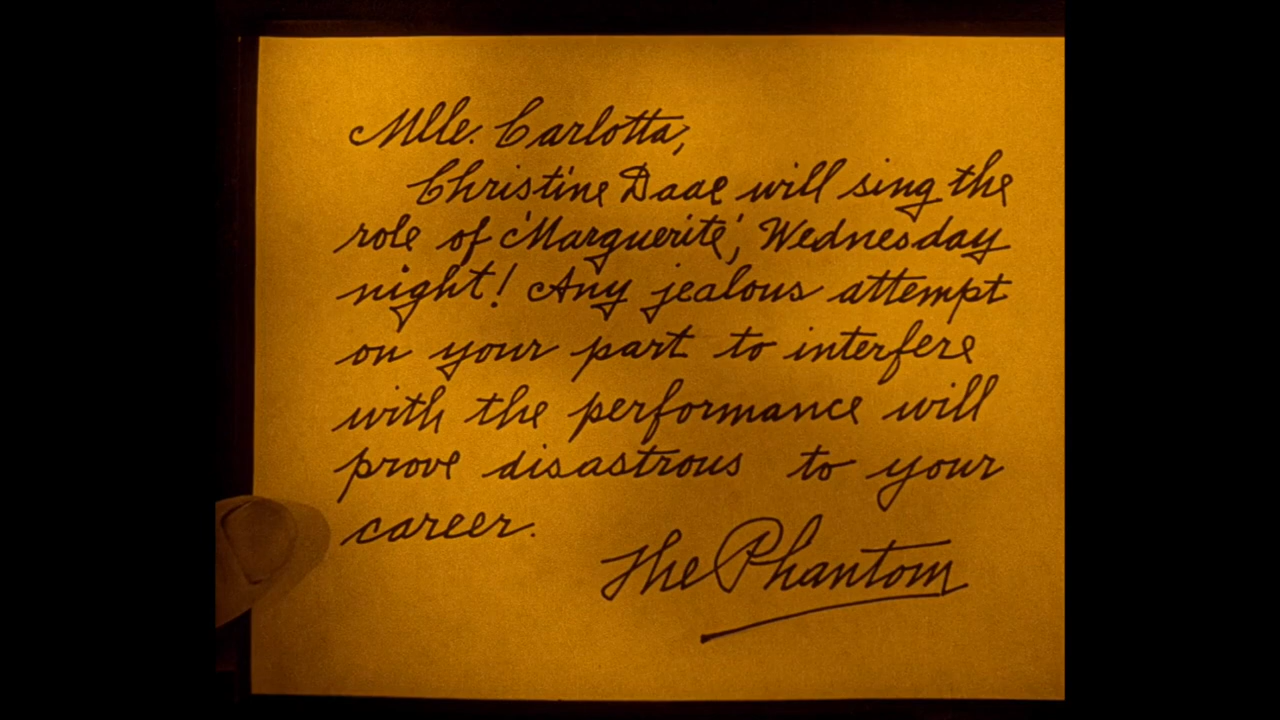 Mlle. Carlotta,
Christine Daae will sing the
role of 'Marguerite', Wednesday
night! Any jealous attempt
on your part to interfere
with the performance will
prove disastrous to your
career.
The Phantom